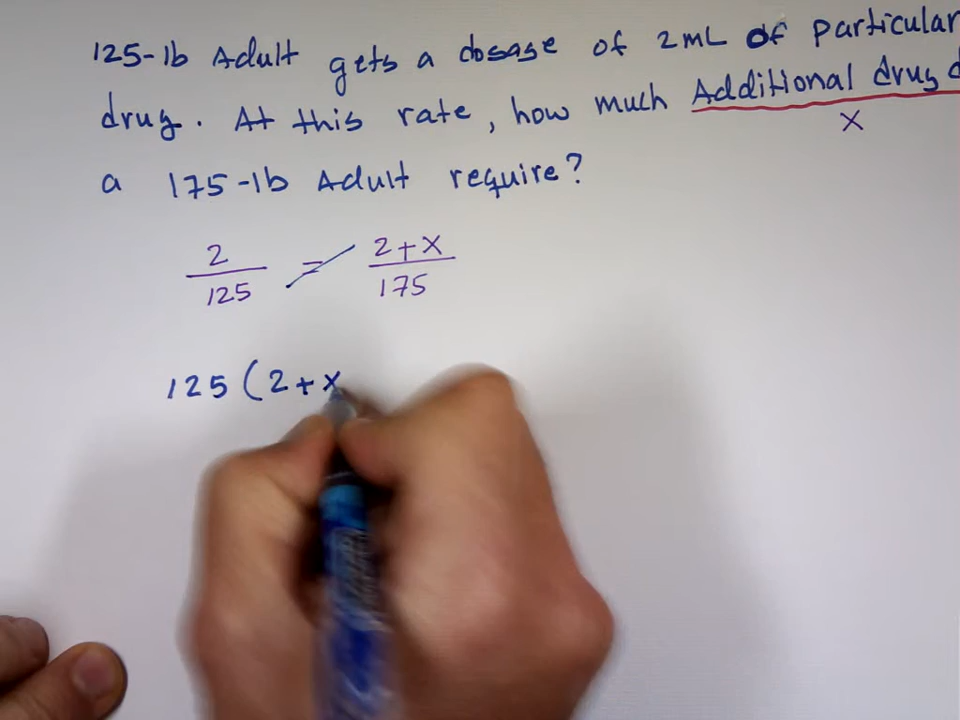 125-lb Adult gets a dosage of 2mL of particular
drug. At this rate, how much Additional drug
x
a 175-lb Adult require?
2/125 = 2+x/175
125(2+x